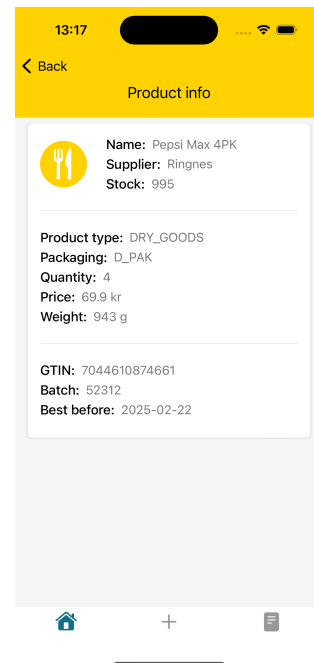 13:17
Back
Product info
Name: Pepsi Max 4PK
Supplier: Ringnes
Stock: 995
Product type: DRY_GOODS
Packaging: D_PAK
Quantity: 4
Price: 69.9 kr
Weight: 943 g
GTIN: 7044610874661
Batch: 52312
Best before: 2025-02-22